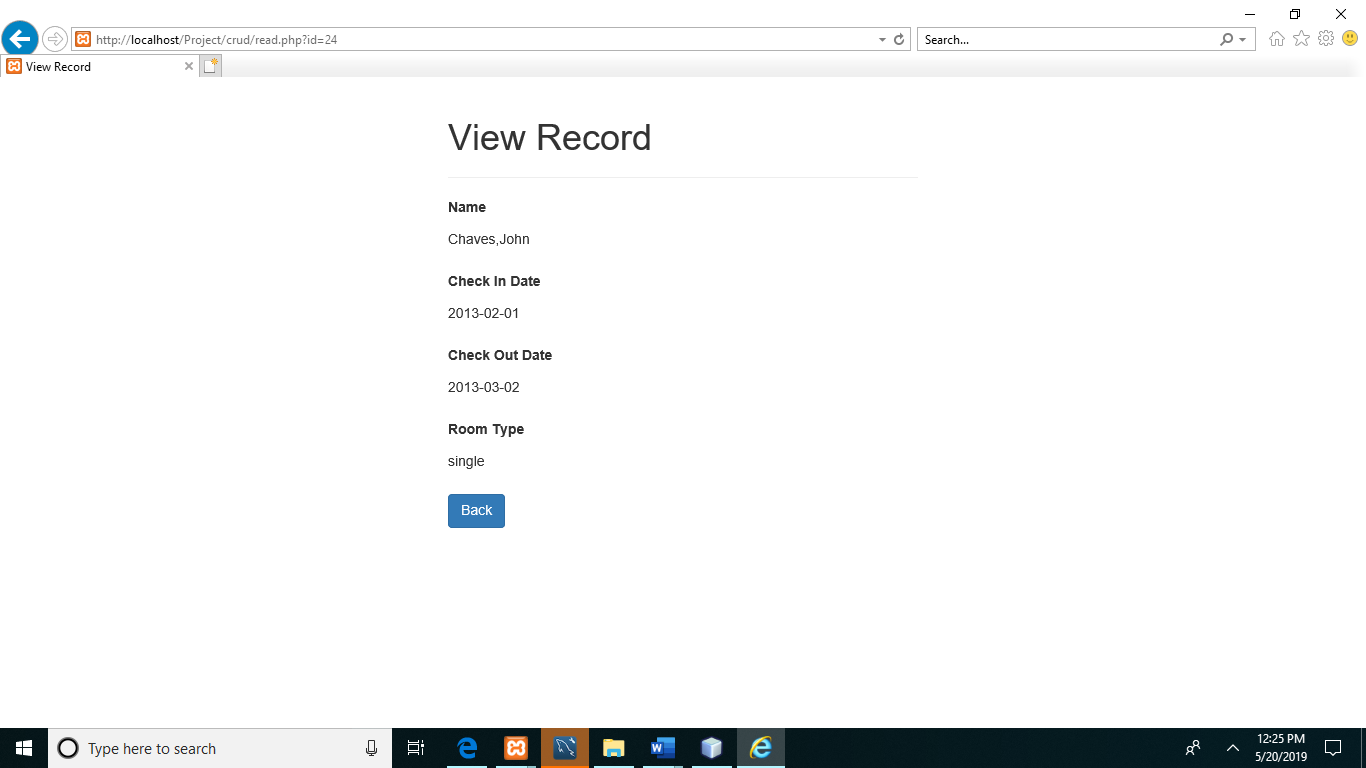 http://localhost/Project/crud/read.php?id=24
Search...
View Record
View Record
Name
Chaves,John
Check In Date
2013-02-01
Check Out Date
2013-03-02
Room Type
single
Back
Type here to search
12:25 PM
5/20/2019